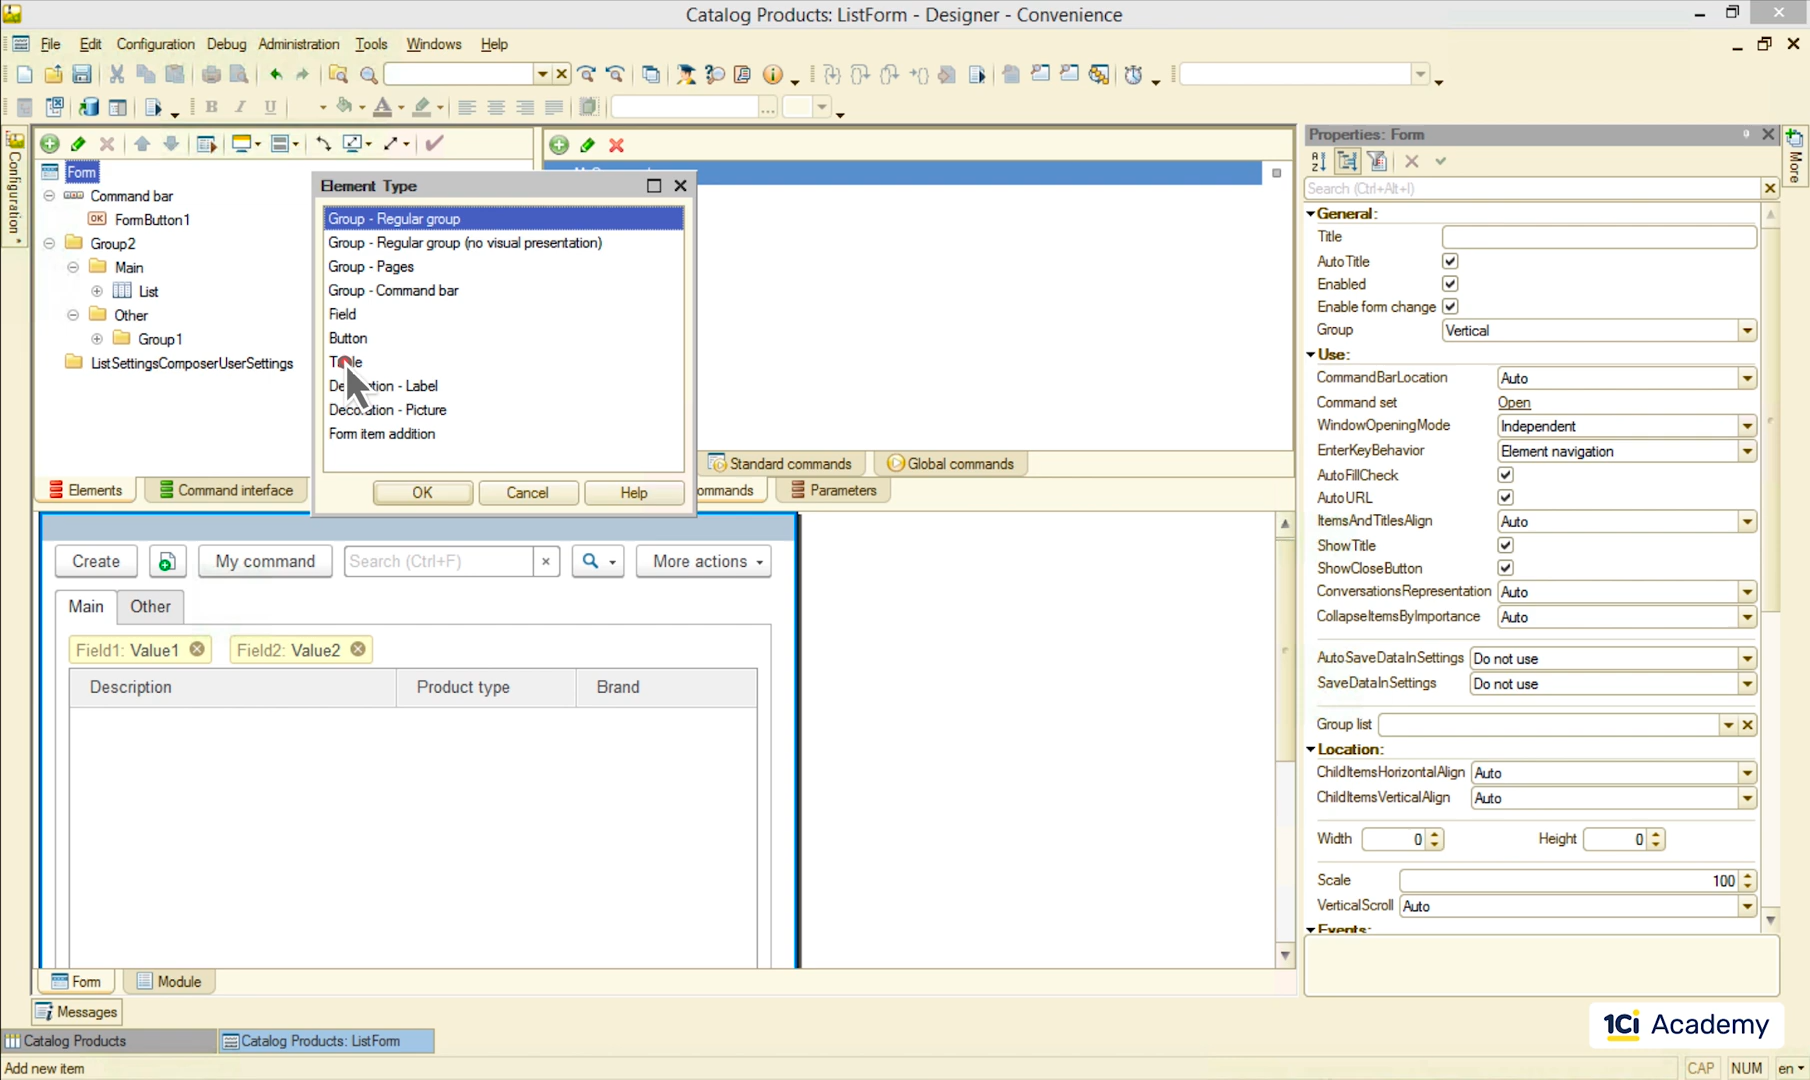 Catalog Products: ListForm - Designer - Convenience
File Edit Configuration Debug Administration Tools Windows Help
B I U
Configuration
Form
Command bar
OK FormButton1
Group2
Main
List
Other
Group1
ListSettingsComposerUserSettings
Element Type
Group - Regular group
Group - Regular group (no visual presentation)
Group - Pages
Group - Command bar
Field
Button
Decoration - Picture
Form item addition
OK Cancel Help
Standard commands Global commands
Elements Command interface Parameters
Create My command Search (Ctrl+F) × More actions
Main Other
Field1: Value1 Field2: Value2
Description Product type Brand
Form Module
Messages
Catalog Products Catalog Products: ListForm
Add new item
Properties: Form
More
Search (Ctrl+Alt+I)
General:
Title
AutoTitle
Enabled
Enable form change
Group Vertical
Use:
CommandBarLocation Auto
Command set Open
WindowOpeningMode Independent
EnterKeyBehavior Element navigation
AutoFillCheck
AutoURL
ItemsAndTitlesAlign Auto
ShowTitle
ShowCloseButton
ConversationsRepresentation Auto
CollapseItemsByImportance Auto
AutoSaveDataInSettings Do not use
SaveDataInSettings Do not use
Group list
Location:
ChildItemsHorizontalAlign Auto
ChildItemsVerticalAlign Auto
Width 0 Height 0
Scale 100
VerticalScroll Auto
Events:
1Ci Academy
CAP NUM en